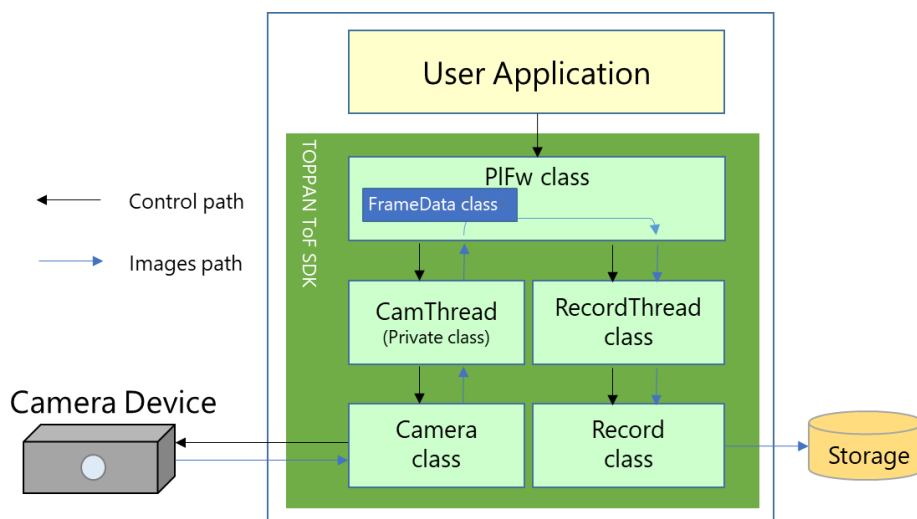 User Application
TOPPAN ToF SDK
PlFw class
FrameData class
Control path
Images path
CamThread
(Private class)
RecordThread
class
Camera Device
Camera
class
Record
class
Storage